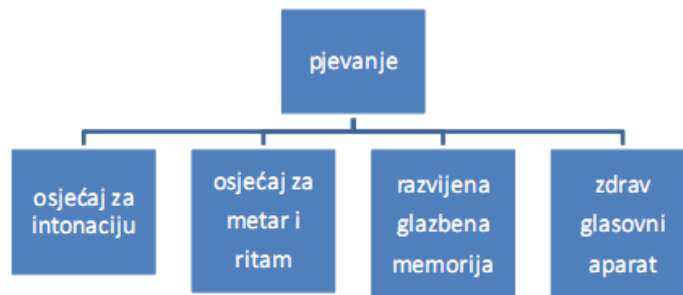 pjevanje
osjećaj za
intonaciju
osjećaj za
metar i
ritam
razvijena
glazbena
memorija
zdrav
glasovni
aparat